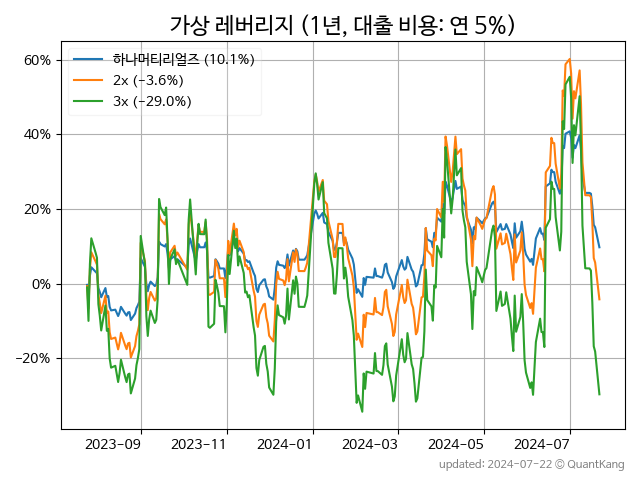 가상 레버리지 (1년, 대출 비용: 연 5%)
하나머티리얼즈 (10.1%)
2x (−3.6%)
3x (−29.0%)
60%
40%
20%
0%
−20%
2023-09
2023-11
2024-01
2024-03
2024-05
2024-07
updated: 2024-07-22 © QuantKang